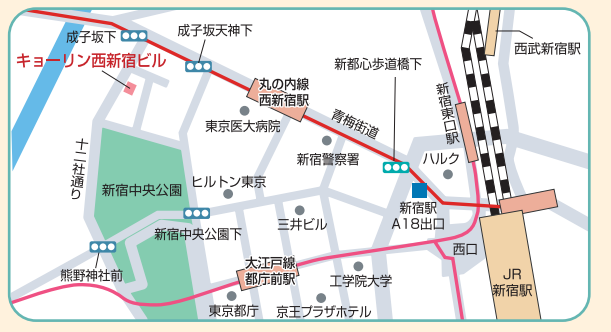 成子坂下
成子坂天神下
キョーリン西新宿ビル
丸の内線
西新宿駅
新都心歩道橋下
西武新宿駅
新宿東口駅
東京医大病院
青梅街道
新宿警察署
ハルク
十二社通り
新宿中央公園
ヒルトン東京
新宿駅
A18出口
三井ビル
新宿中央公園下
西口
熊野神社前
大江戸線
都庁前駅
工学院大学
JR
新宿駅
東京都庁
京王プラザホテル